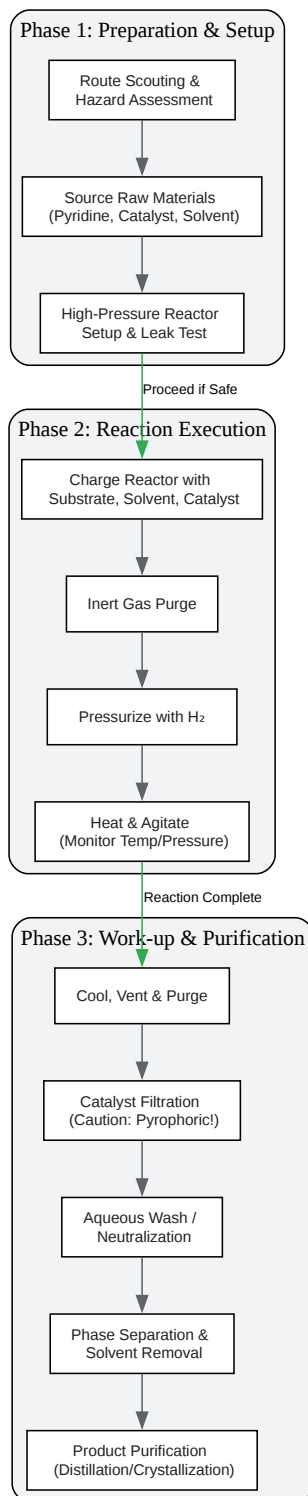 Phase 1: Preparation & Setup
Route Scouting &
Hazard Assessment
Source Raw Materials
(Pyridine, Catalyst, Solvent)
High-Pressure Reactor
Setup & Leak Test
Proceed if Safe
Phase 2: Reaction Execution
Charge Reactor with
Substrate, Solvent, Catalyst
Inert Gas Purge
Pressurize with H₂
Heat & Agitate
(Monitor Temp/Pressure)
Reaction Complete
Phase 3: Work-up & Purification
Cool, Vent & Purge
Catalyst Filtration
(Caution: Pyrophoric!)
Aqueous Wash /
Neutralization
Phase Separation &
Solvent Removal
Product Purification
(Distillation/Crystallization)